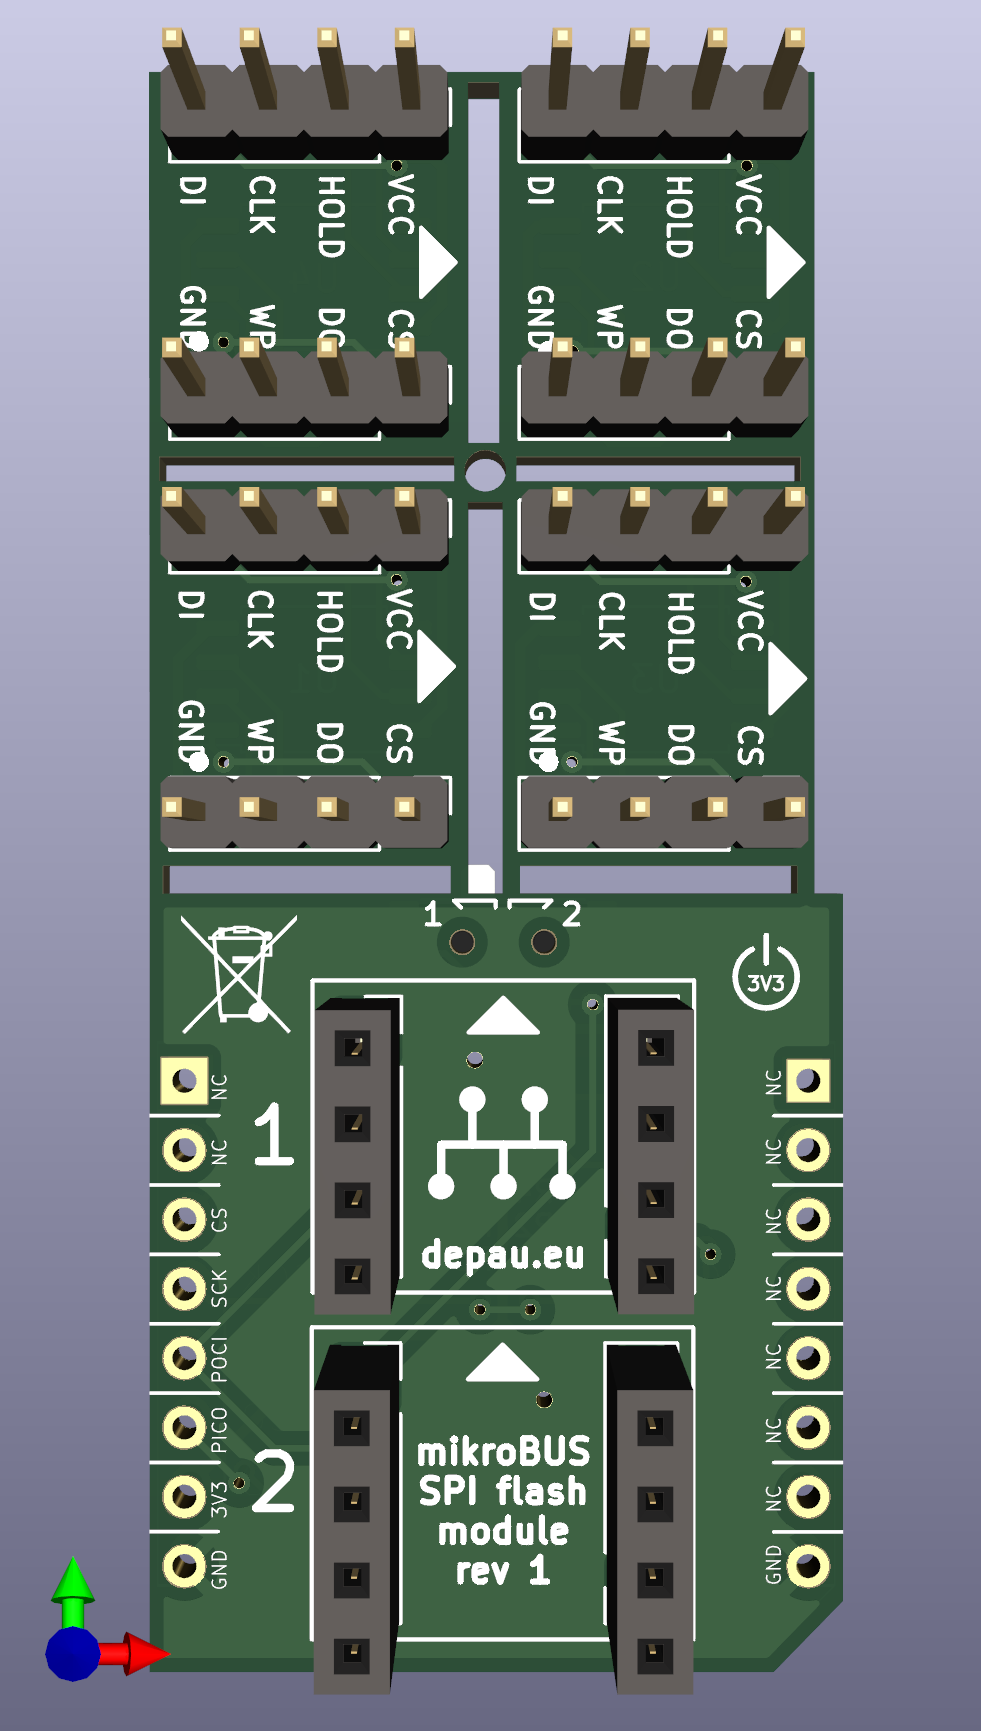 DI CLK HOLD VCC DI CLK HOLD VCC
GND WP DO CS GND WP DO CS
DI CLK HOLD VCC DI CLK HOLD VCC
GND WP DO CS GND WP DO CS
1 2
3V3
NC NC
1
NC NC
CS NC
depau.eu
SCK NC
POCI NC
PICO NC
mikroBUS
2
SPI flash
3V3 NC
module
rev 1
GND GND